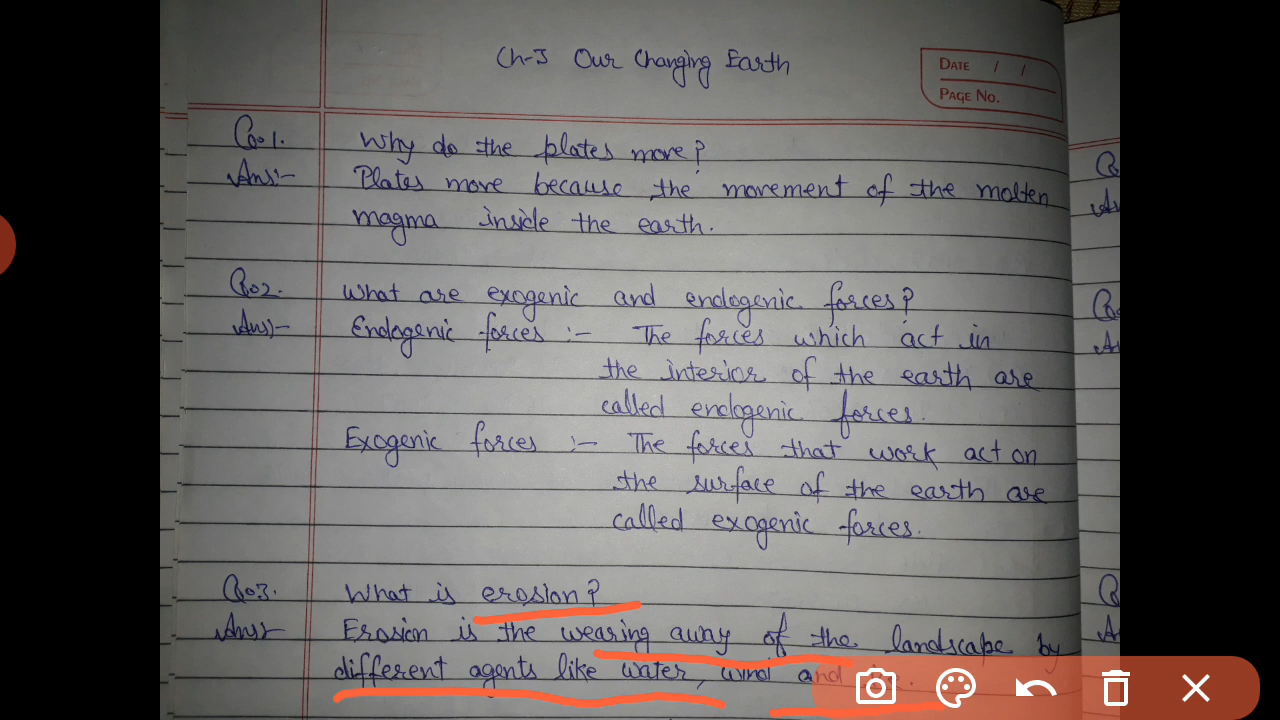 Ch-3 Our Changing Earth
DATE / /
PAGE NO.
Q.1. Why do the plates move?
Ans:- Plates move because the movement of the molten
magma inside the earth.
Q.2. What are exogenic and endogenic forces?
Ans:- Endogenic forces :- The forces which act in
the interior of the earth are
called endogenic forces.
Exogenic forces :- The forces that work act on
the surface of the earth are
called exogenic forces.
Q.3. What is erosion?
Ans:- Erosion is the wearing away of the landscape by
different agents like water, wind and